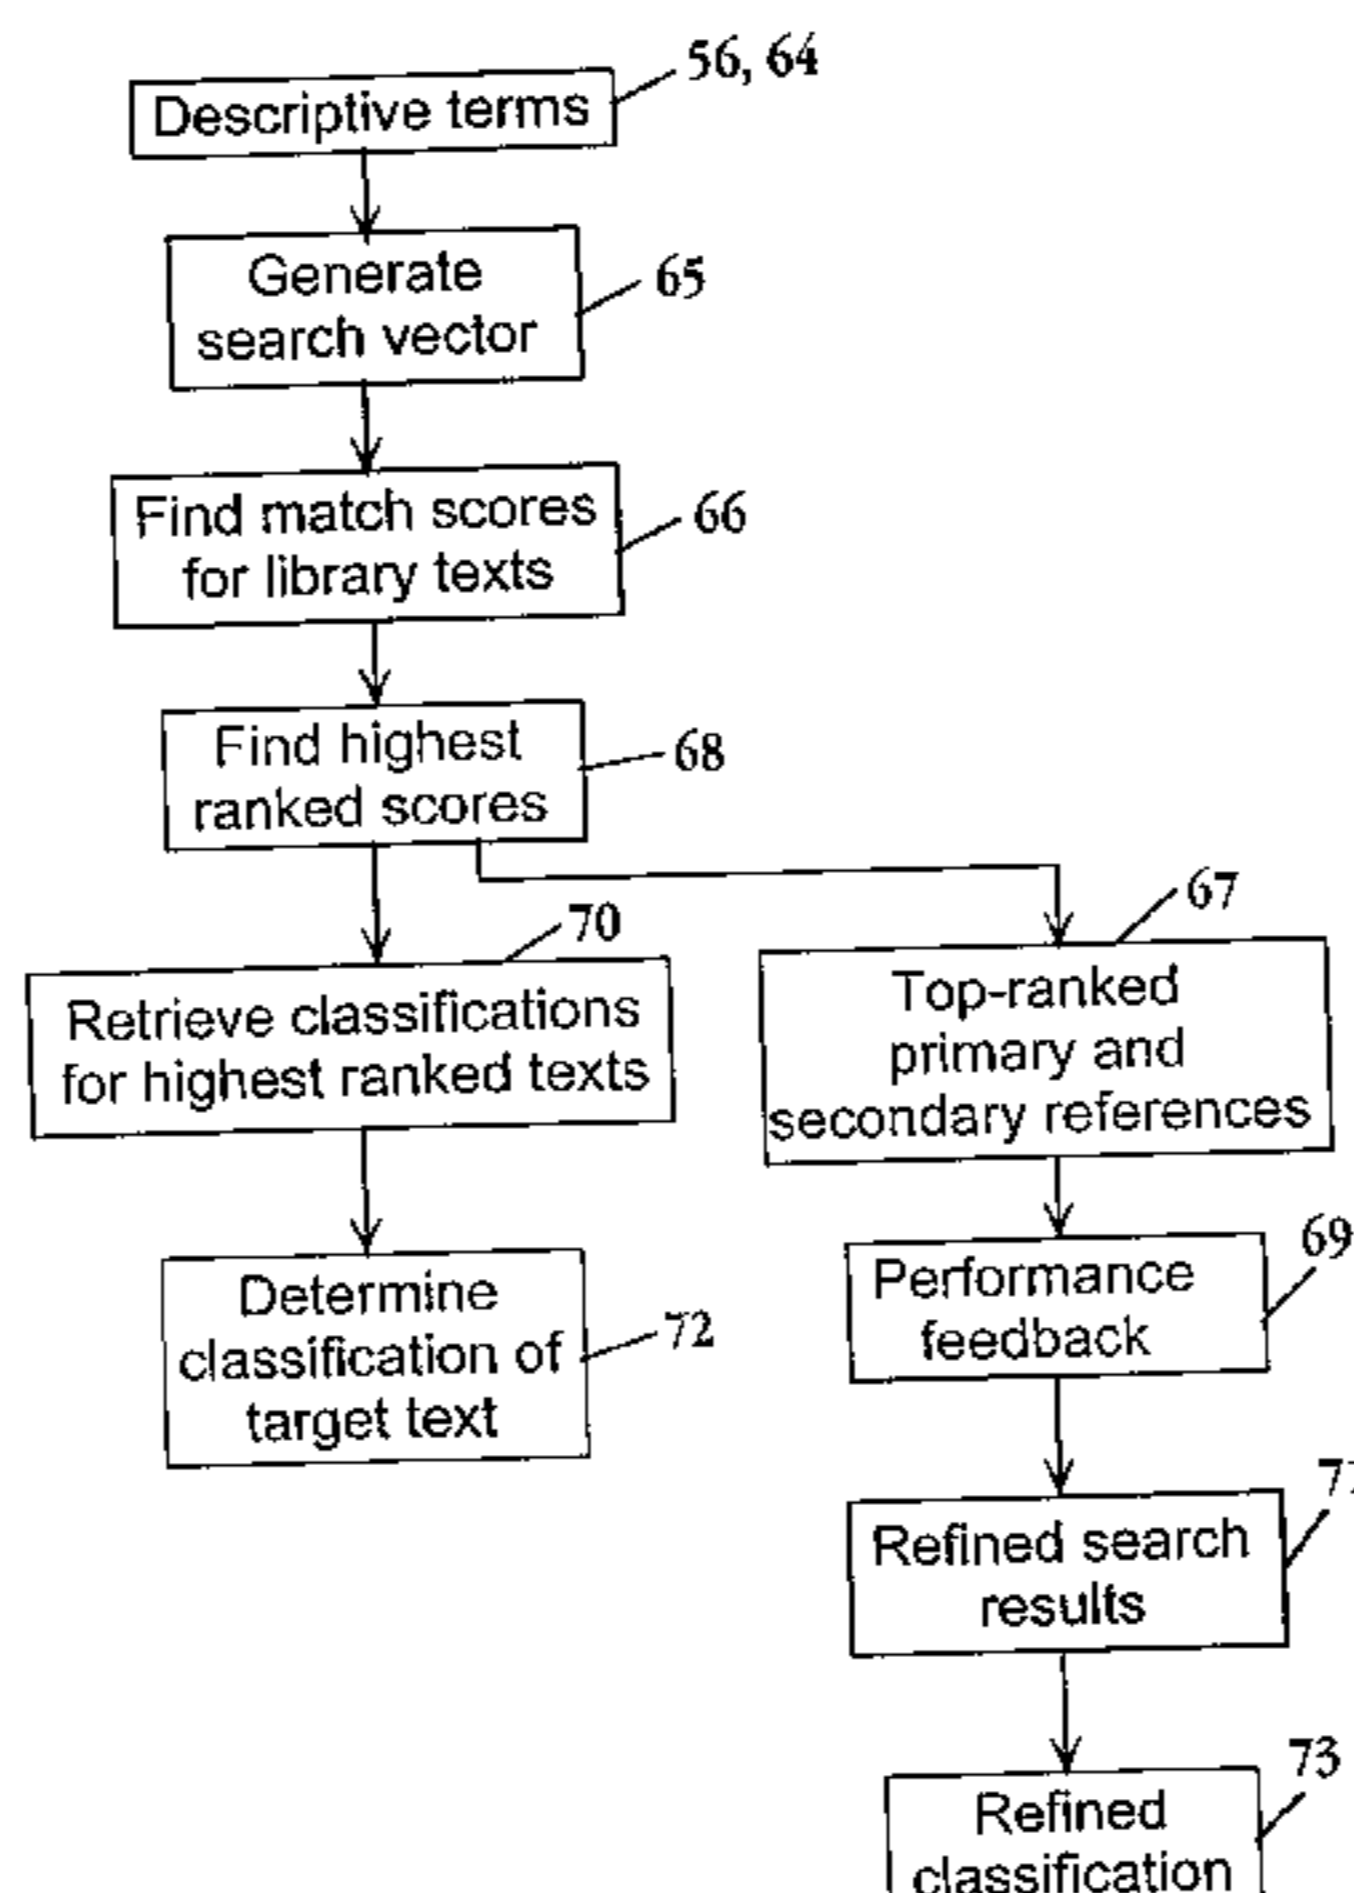 56, 64
Descriptive terms
Generate
search vector
65
Find match scores
for library texts
66
Find highest
ranked scores
68
67
70
Retrieve classifications
for highest ranked texts
Top-ranked
primary and
secondary references
69
Performance
feedback
Determine
classification of
target text
72
Refined search
results
73
Refined
classification